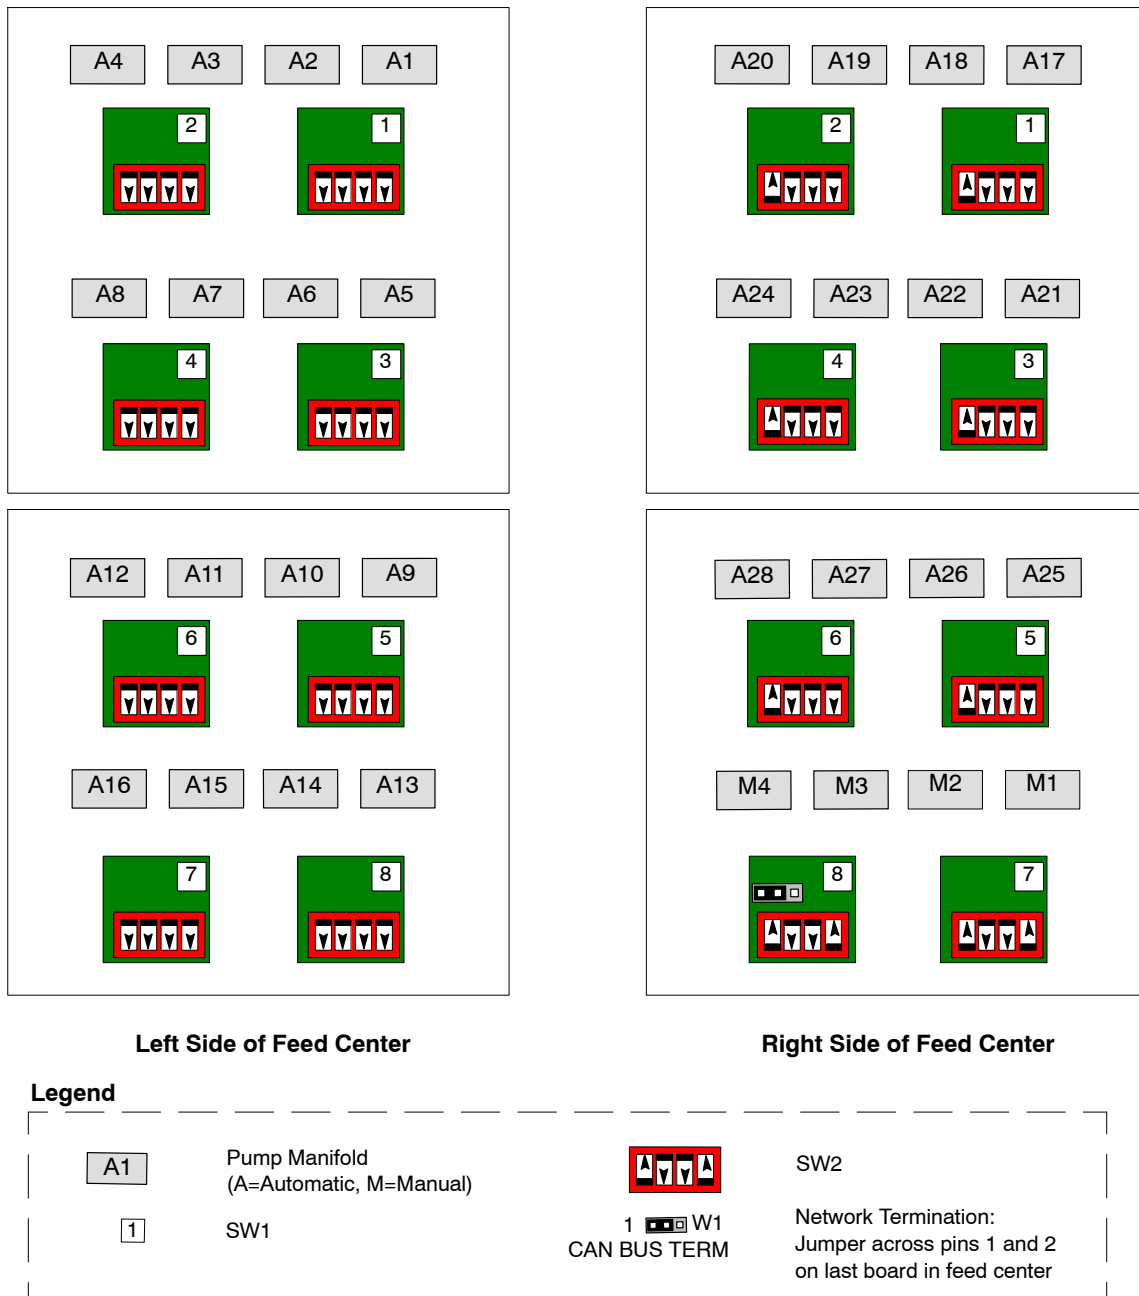 A4 A3 A2 A1
2 1
A8 A7 A6 A5
4 3
A20 A19 A18 A17
2 1
A24 A23 A22 A21
4 3
A12 A11 A10 A9
6 5
A16 A15 A14 A13
7 8
A28 A27 A26 A25
6 5
M4 M3 M2 M1
8 7
Left Side of Feed Center
Right Side of Feed Center
Legend
A1
Pump Manifold
(A=Automatic, M=Manual)
1
SW1
SW2
1 W1
CAN BUS TERM
Network Termination:
Jumper across pins 1 and 2
on last board in feed center